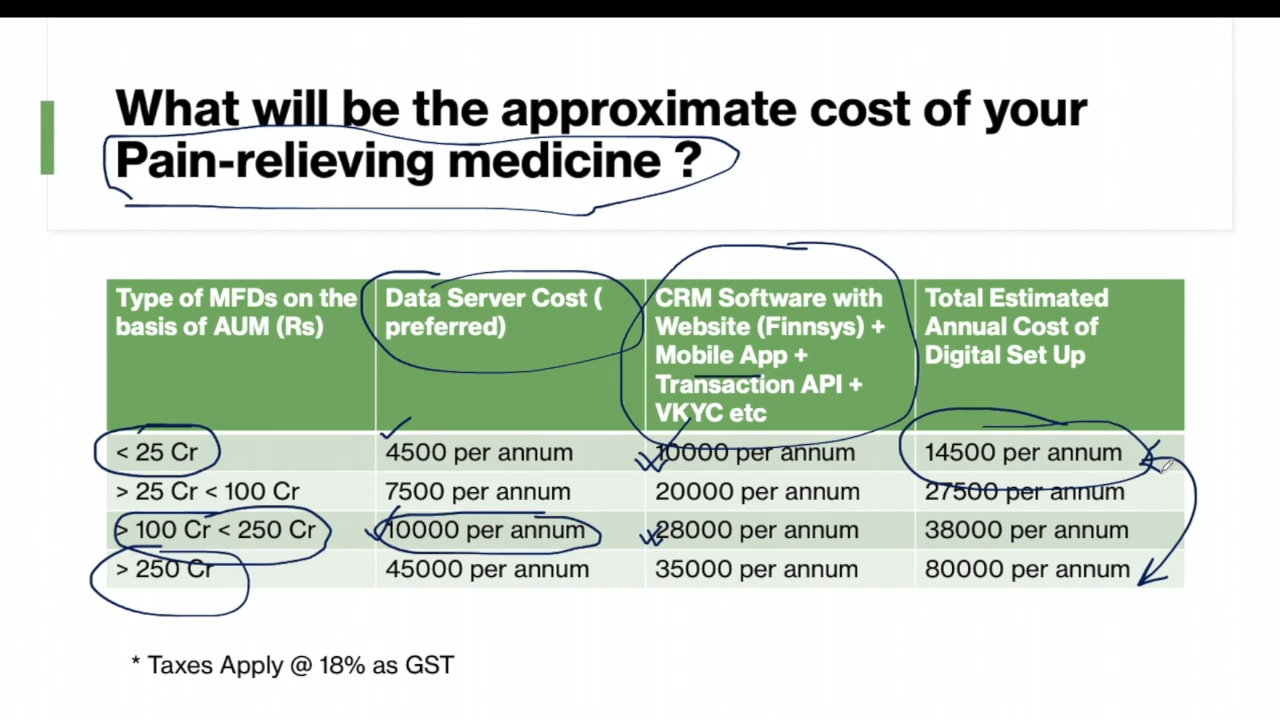 What will be the approximate cost of your
Pain-relieving medicine ?
Type of MFDs on the
basis of AUM (Rs)
Data Server Cost (
preferred)
CRM Software with
Website (Finnsys) +
Mobile App +
Transaction API +
VKYC etc
Total Estimated
Annual Cost of
Digital Set Up
< 25 Cr
4500 per annum
10000 per annum
14500 per annum
> 25 Cr < 100 Cr
7500 per annum
20000 per annum
27500 per annum
> 100 Cr < 250 Cr
10000 per annum
28000 per annum
38000 per annum
> 250 Cr
45000 per annum
35000 per annum
80000 per annum
* Taxes Apply @ 18% as GST